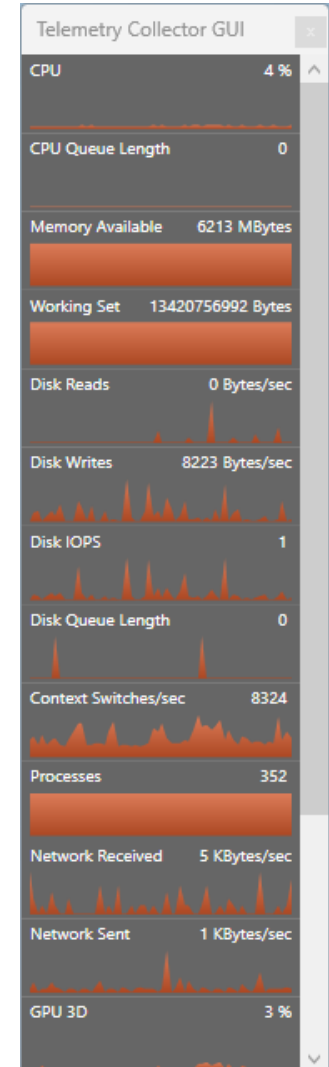 Telemetry Collector GUI x
CPU 4 %
CPU Queue Length 0
Memory Available 6213 MBytes
Working Set 13420756992 Bytes
Disk Reads 0 Bytes/sec
Disk Writes 8223 Bytes/sec
Disk IOPS 1
Disk Queue Length 0
Context Switches/sec 8324
Processes 352
Network Received 5 KBytes/sec
Network Sent 1 KBytes/sec
GPU 3D 3 %